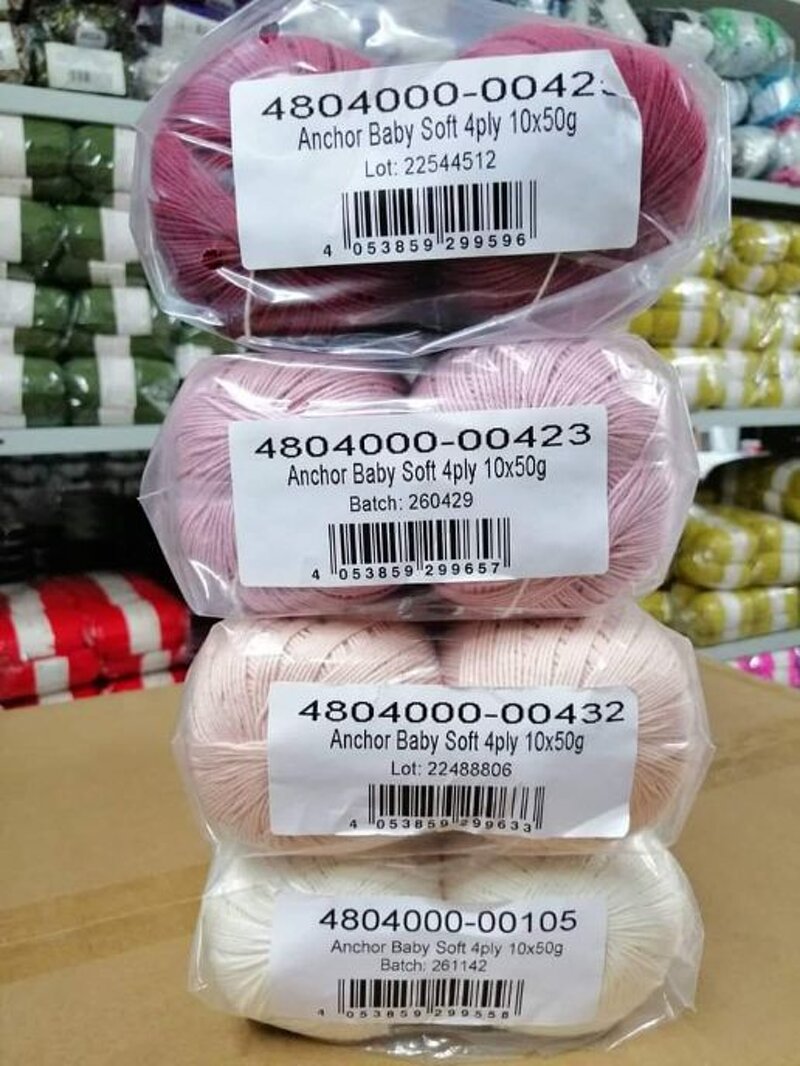 4804000-0042
Anchor Baby Soft 4ply 10x50g
Lot: 22544512
4 053859 299596
4804000-00423
Anchor Baby Soft 4ply 10x50g
Batch: 260429
4 053859 299657
4804000-00432
Anchor Baby Soft 4ply 10x50g
Lot: 22488806
4 053859 299633
4804000-00105
Anchor Baby Soft 4ply 10x50g
Batch: 261142
4 053859 299558